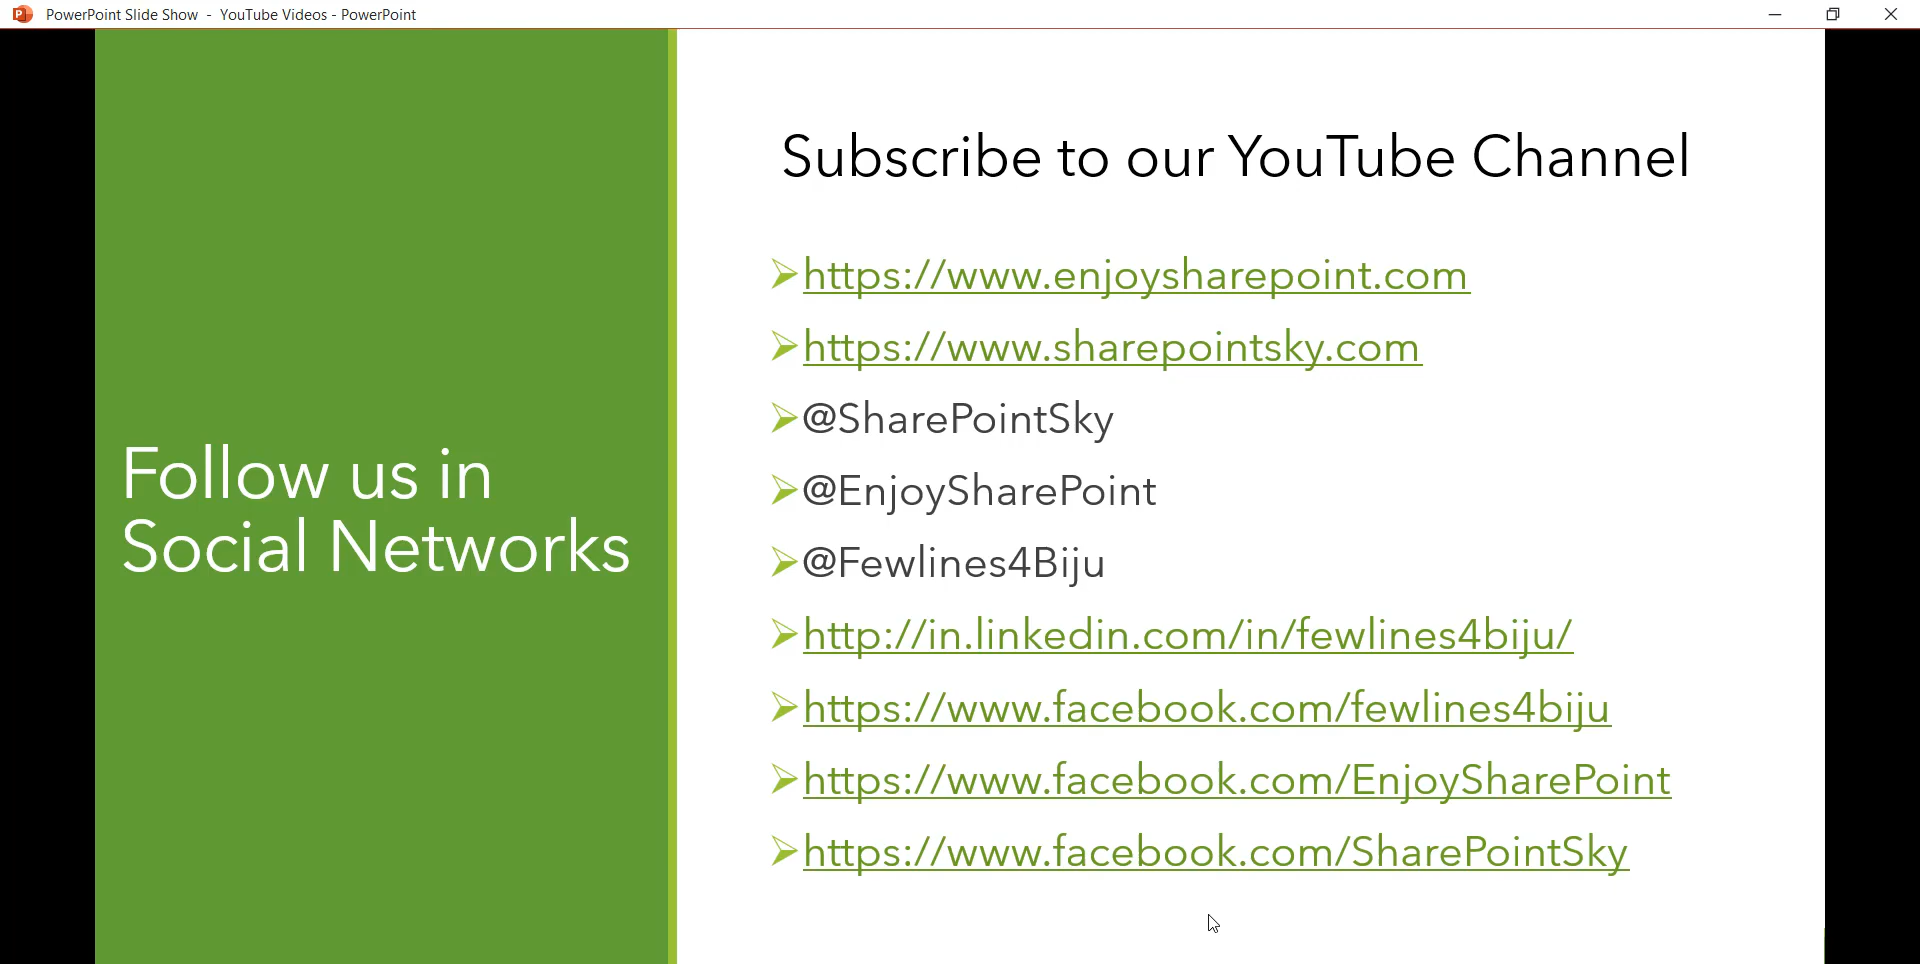 PowerPoint Slide Show - YouTube Videos - PowerPoint
Follow us in
Social Networks
Subscribe to our YouTube Channel
https://www.enjoysharepoint.com
https://www.sharepointsky.com
@SharePointSky
@EnjoySharePoint
@Fewlines4Biju
http://in.linkedin.com/in/fewlines4biju/
https://www.facebook.com/fewlines4biju
https://www.facebook.com/EnjoySharePoint
https://www.facebook.com/SharePointSky